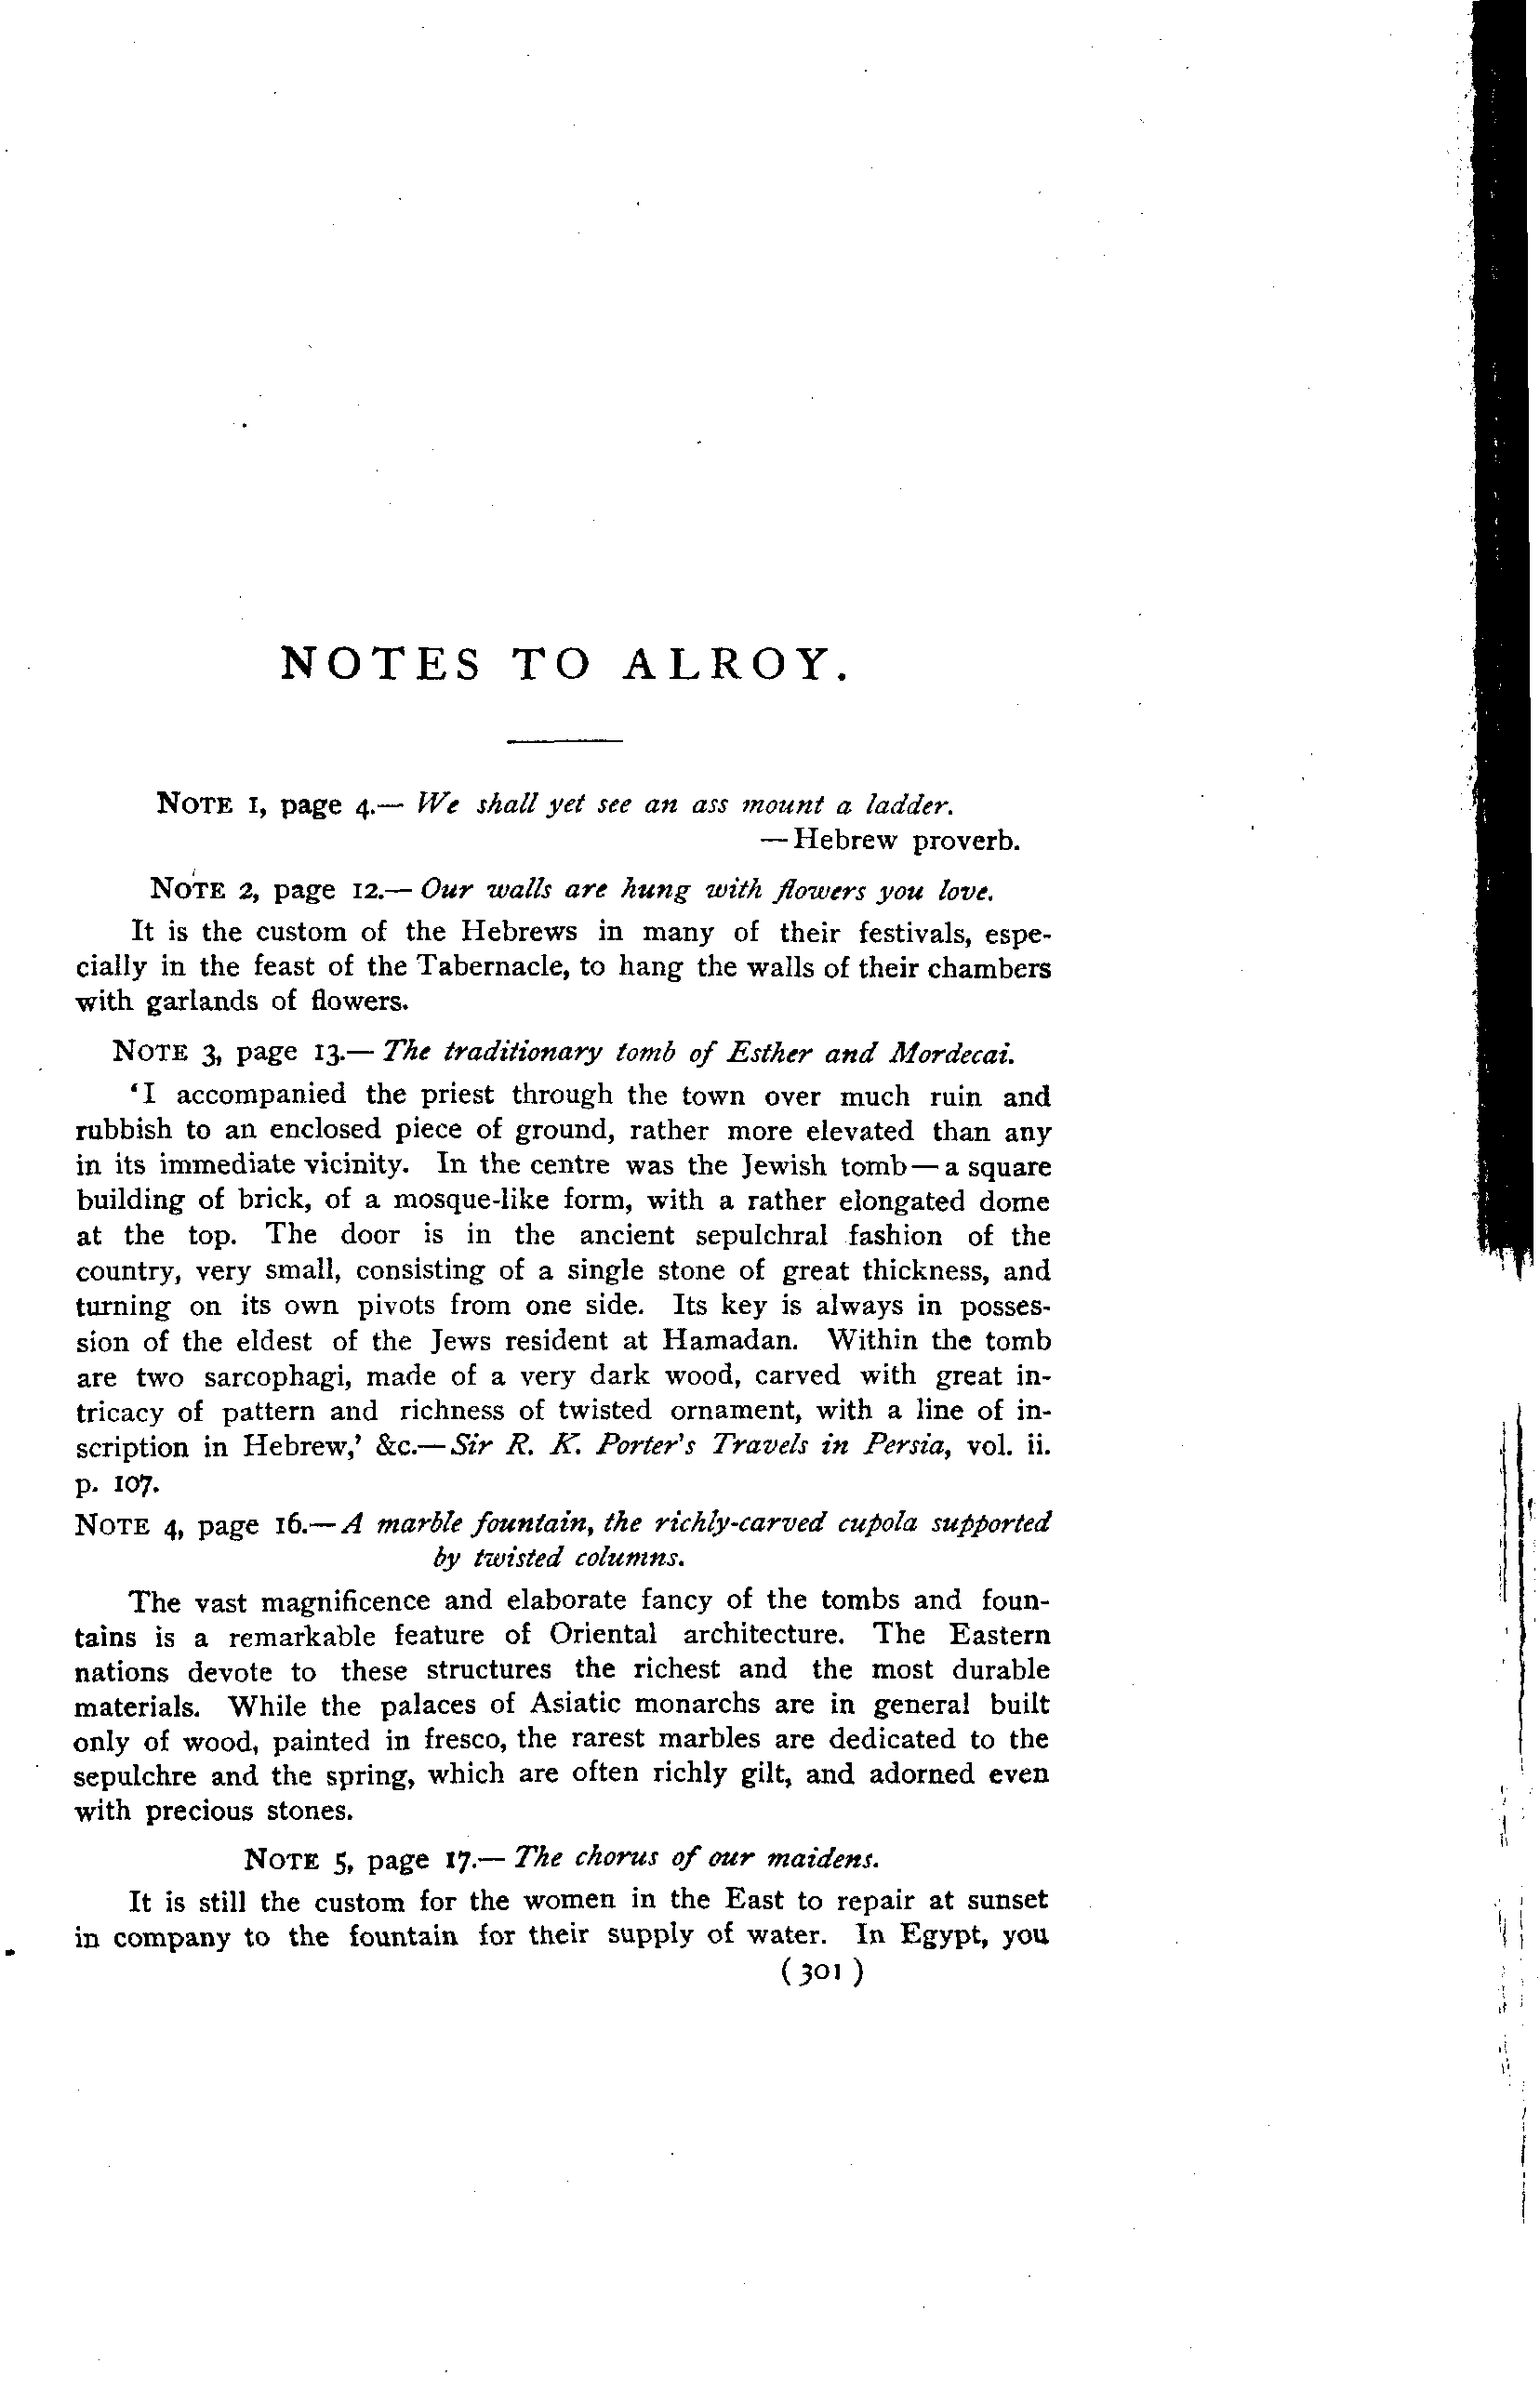 NOTES TO ALROY.
NOTE 1, page 4.— We shall yet see an ass mount a ladder.
—Hebrew proverb.
NOTE 2, page 12.— Our walls are hung with flowers you love.
It is the custom of the Hebrews in many of their festivals, espe-
cially in the feast of the Tabernacle, to hang the walls of their chambers
with garlands of flowers.
NOTE 3, page 13.— The traditionary tomb of Esther and Mordecai.
‘I accompanied the priest through the town over much ruin and
rubbish to an enclosed piece of ground, rather more elevated than any
in its immediate vicinity. In the centre was the Jewish tomb—a square
building of brick, of a mosque-like form, with a rather elongated dome
at the top. The door is in the ancient sepulchral fashion of the
country, very small, consisting of a single stone of great thickness, and
turning on its own pivots from one side. Its key is always in posses-
sion of the eldest of the Jews resident at Hamadan. Within the tomb
are two sarcophagi, made of a very dark wood, carved with great in-
tricacy of pattern and richness of twisted ornament, with a line of in-
scription in Hebrew,’ &c.—Sir R. K. Porter's Travels in Persia, vol. ii.
p. 107.
NOTE 4, page 16.—A marble fountain, the richly-carved cupola supported
by twisted columns.
The vast magnificence and elaborate fancy of the tombs and foun-
tains is a remarkable feature of Oriental architecture. The Eastern
nations devote to these structures the richest and the most durable
materials. While the palaces of Asiatic monarchs are in general built
only of wood, painted in fresco, the rarest marbles are dedicated to the
sepulchre and the spring, which are often richly gilt, and adorned even
with precious stones.
NOTE 5, page 17.— The chorus of our maidens.
It is still the custom for the women in the East to repair at sunset
in company to the fountain for their supply of water. In Egypt, you
(301)